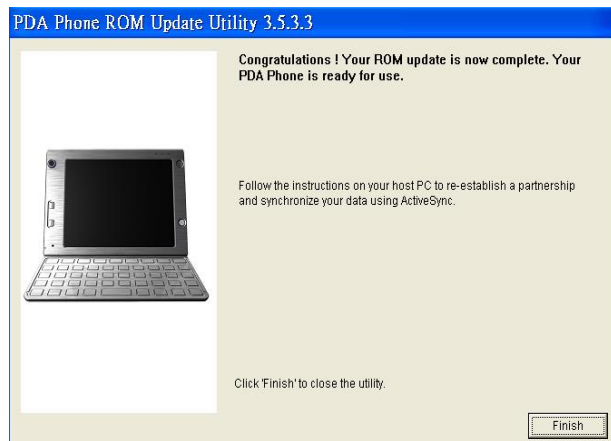 PDA Phone ROM Update Utility 3.5.3.3
Congratulations ! Your ROM update is now complete. Your
PDA Phone is ready for use.
Follow the instructions on your host PC to re-establish a partnership
and synchronize your data using ActiveSync.
Click 'Finish' to close the utility.
Finish